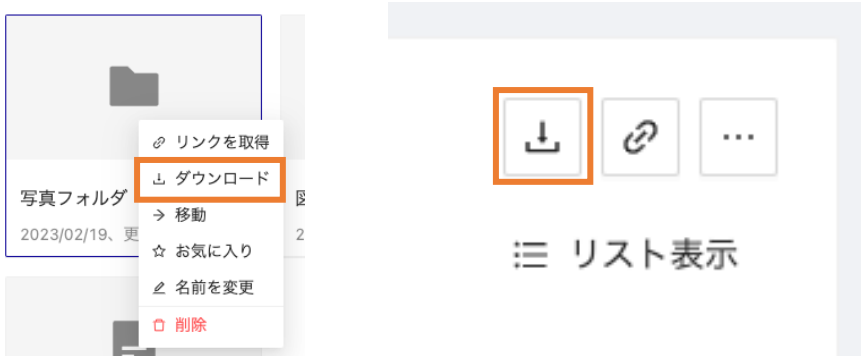 リンクを取得
ダウンロード
写真フォルダ
移動
2023/02/19、更
お気に入り
名前を変更
削除
リスト表示